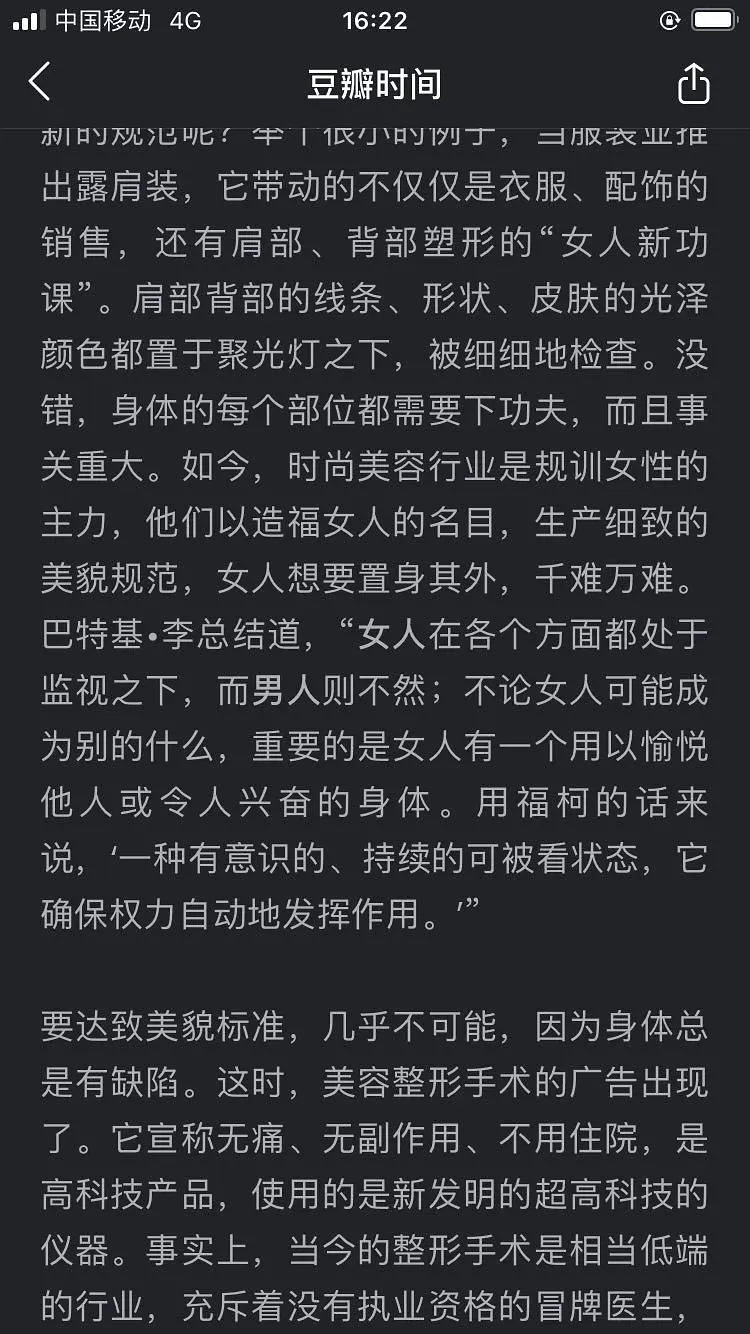 中国移动 4G 16:22
豆瓣时间
新的规范呢？举个很小的例子，当服装业推
出露肩装，它带动的不仅仅是衣服、配饰的
销售，还有肩部、背部塑形的“女人新功
课”。肩部背部的线条、形状、皮肤的光泽
颜色都置于聚光灯之下，被细细地检查。没
错，身体的每个部位都需要下功夫，而且事
关重大。如今，时尚美容行业是规训女性的
主力，他们以造福女人的名目，生产细致的
美貌规范，女人想要置身其外，千难万难。
巴特基•李总结道，“女人在各个方面都处于
监视之下，而男人则不然；不论女人可能成
为别的什么，重要的是女人有一个用以愉悦
他人或令人兴奋的身体。用福柯的话来
说，‘一种有意识的、持续的可被看状态，它
确保权力自动地发挥作用。’”
要达致美貌标准，几乎不可能，因为身体总
是有缺陷。这时，美容整形手术的广告出现
了。它宣称无痛、无副作用、不用住院，是
高科技产品，使用的是新发明的超高科技的
仪器。事实上，当今的整形手术是相当低端
的行业，充斥着没有执业资格的冒牌医生，